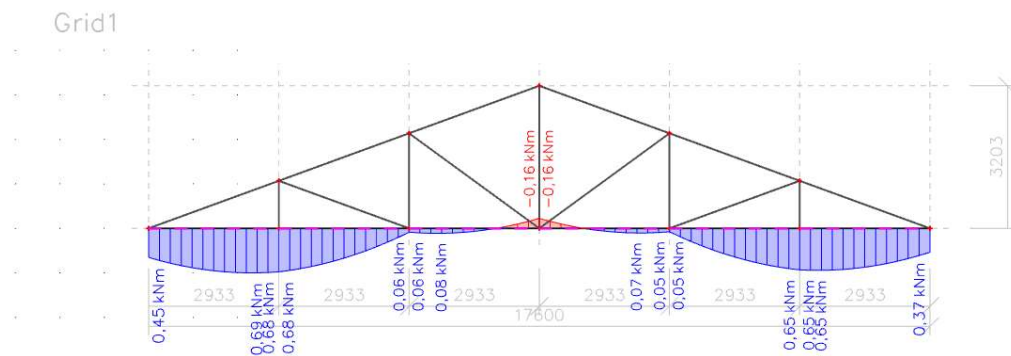 Grid1
-0,16 kNm
-0,16 kNm
3203
0,45 kNm
0,69 kNm
0,68 kNm
0,68 kNm
0,06 kNm
0,06 kNm
0,08 kNm
0,07 kNm
0,05 kNm
0,05 kNm
0,65 kNm
0,65 kNm
0,65 kNm
0,37 kNm
2933
2933
2933
2933
2933
2933
17600